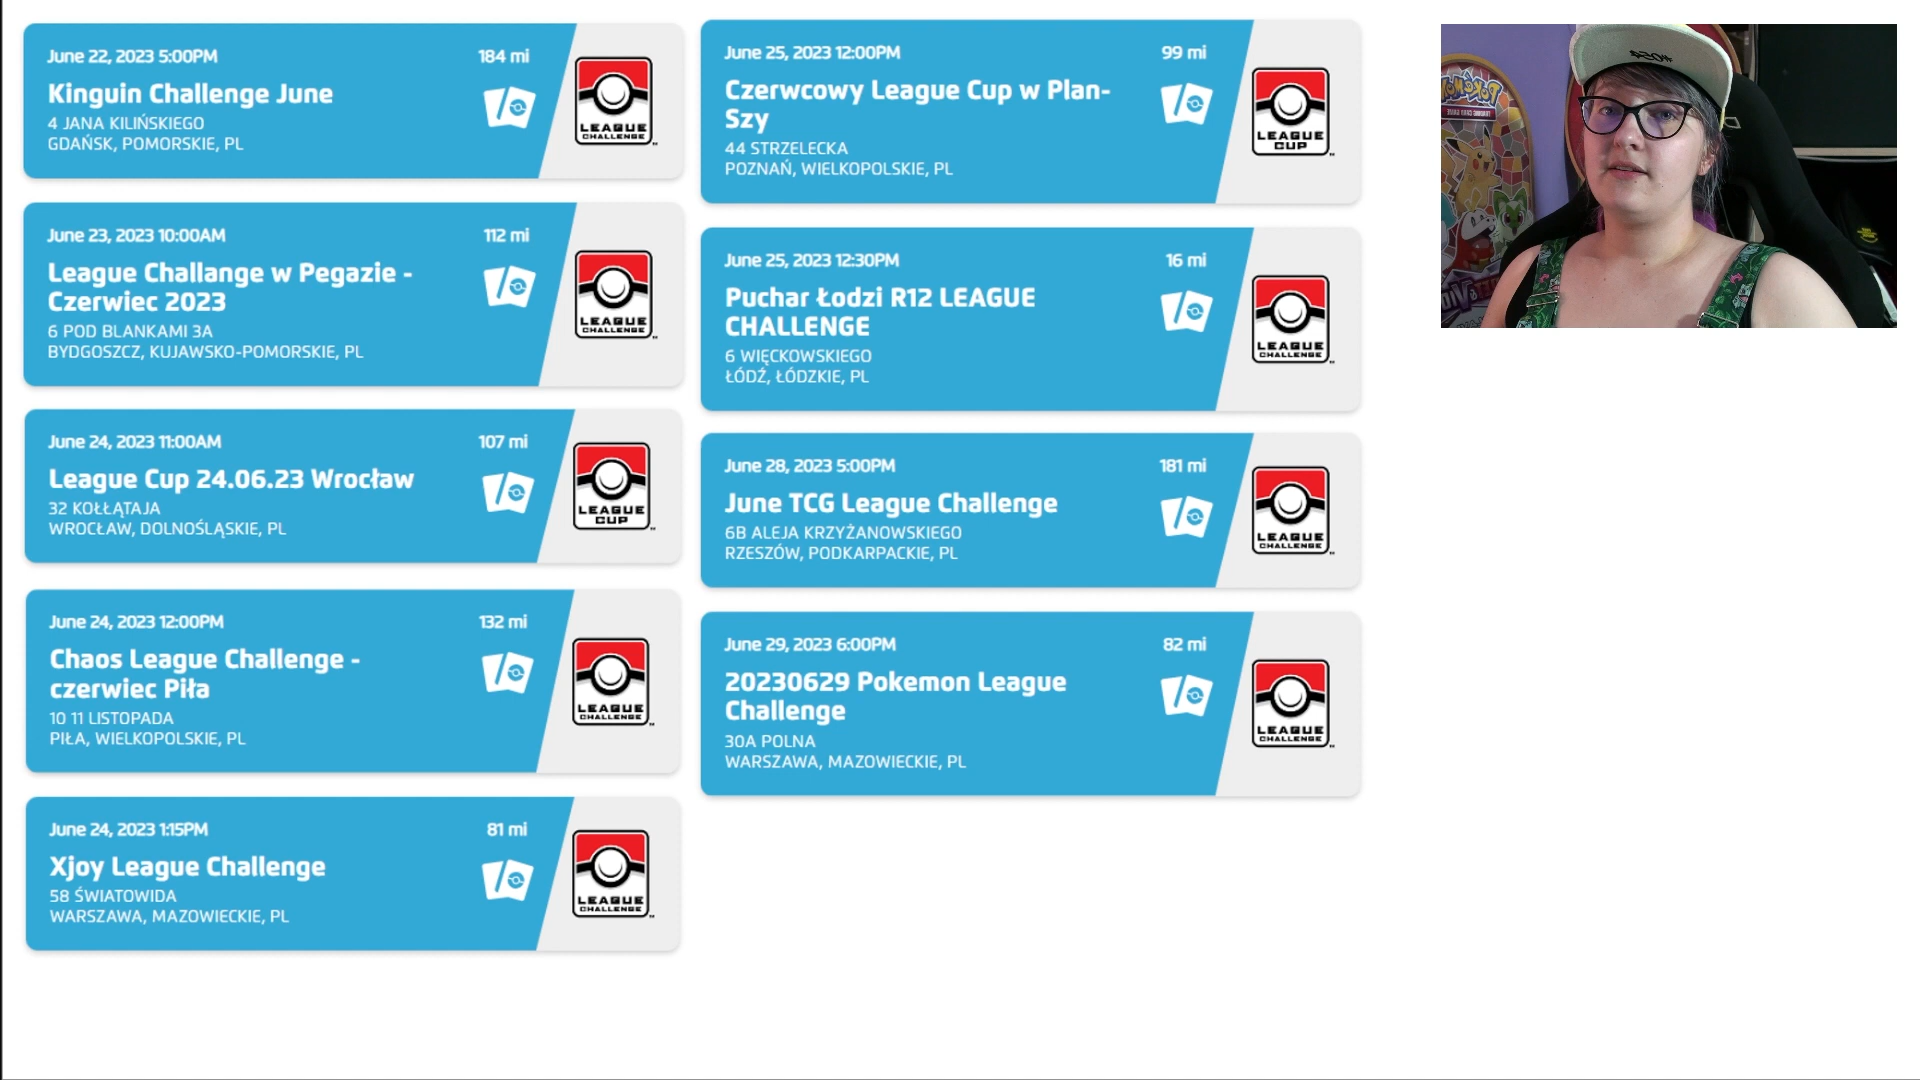 June 22, 2023 5:00PM
184 mi
Kinguin Challenge June
4 JANA KILIŃSKIEGO
GDAŃSK, POMORSKIE, PL
LEAGUE
CHALLENGE
June 23, 2023 10:00AM
112 mi
League Challange w Pegazie -
Czerwiec 2023
6 POD BLANKAMI 3A
BYDGOSZCZ, KUJAWSKO-POMORSKIE, PL
LEAGUE
CHALLENGE
June 24, 2023 11:00AM
107 mi
League Cup 24.06.23 Wrocław
32 KOŁŁĄTAJA
WROCŁAW, DOLNOŚLĄSKIE, PL
LEAGUE
CUP
June 24, 2023 12:00PM
132 mi
Chaos League Challenge -
czerwiec Piła
10 11 LISTOPADA
PIŁA, WIELKOPOLSKIE, PL
LEAGUE
CHALLENGE
June 24, 2023 1:15PM
81 mi
Xjoy League Challenge
58 ŚWIATOWIDA
WARSZAWA, MAZOWIECKIE, PL
LEAGUE
CHALLENGE
June 25, 2023 12:00PM
99 mi
Czerwcowy League Cup w Plan-
Szy
44 STRZELECKA
POZNAŃ, WIELKOPOLSKIE, PL
LEAGUE
CUP
June 25, 2023 12:30PM
16 mi
Puchar Łodzi R12 LEAGUE
CHALLENGE
6 WIĘCKOWSKIEGO
ŁÓDŹ, ŁÓDZKIE, PL
LEAGUE
CHALLENGE
June 28, 2023 5:00PM
181 mi
June TCG League Challenge
6B ALEJA KRZYŻANOWSKIEGO
RZESZÓW, PODKARPACKIE, PL
LEAGUE
CHALLENGE
June 29, 2023 6:00PM
82 mi
20230629 Pokemon League
Challenge
30A POLNA
WARSZAWA, MAZOWIECKIE, PL
LEAGUE
CHALLENGE
#054
POKéMON